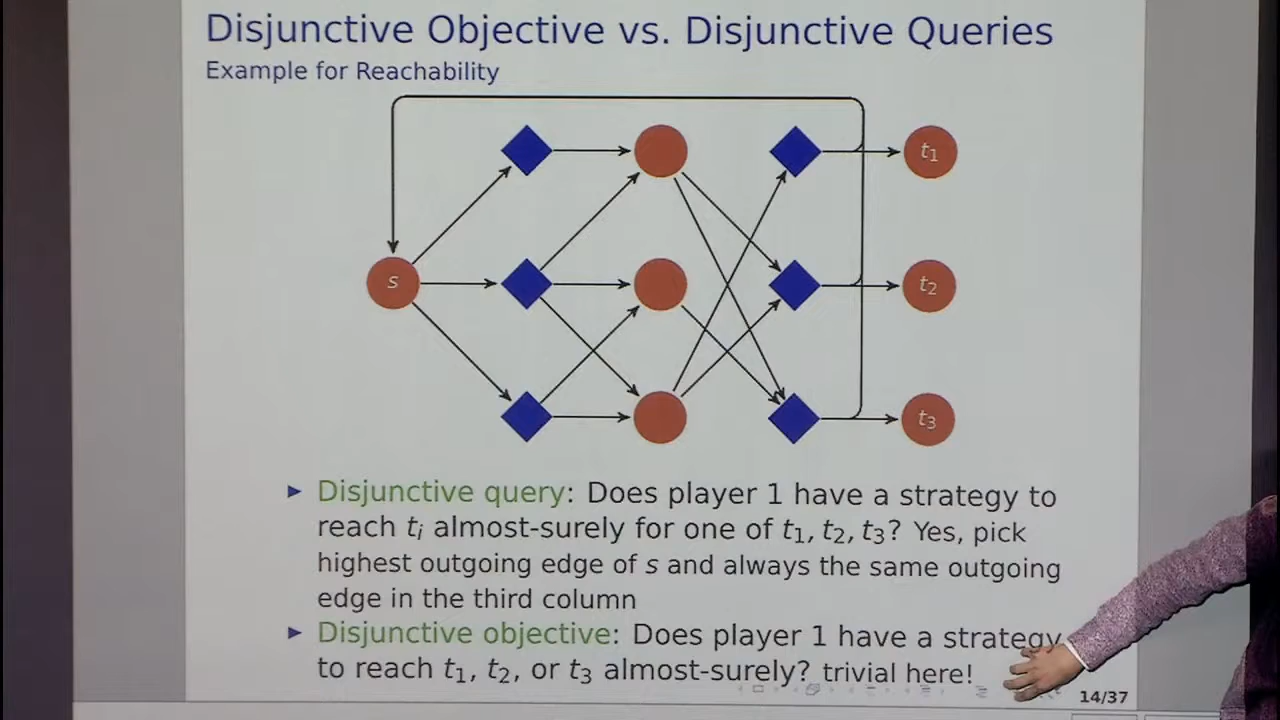 Disjunctive Objective vs. Disjunctive Queries
Example for Reachability
t1
s
t2
t3
► Disjunctive query: Does player 1 have a strategy to
reach ti almost-surely for one of t1, t2, t3? Yes, pick
highest outgoing edge of s and always the same outgoing
edge in the third column
► Disjunctive objective: Does player 1 have a strategy
to reach t1, t2, or t3 almost-surely? trivial here!
14/37